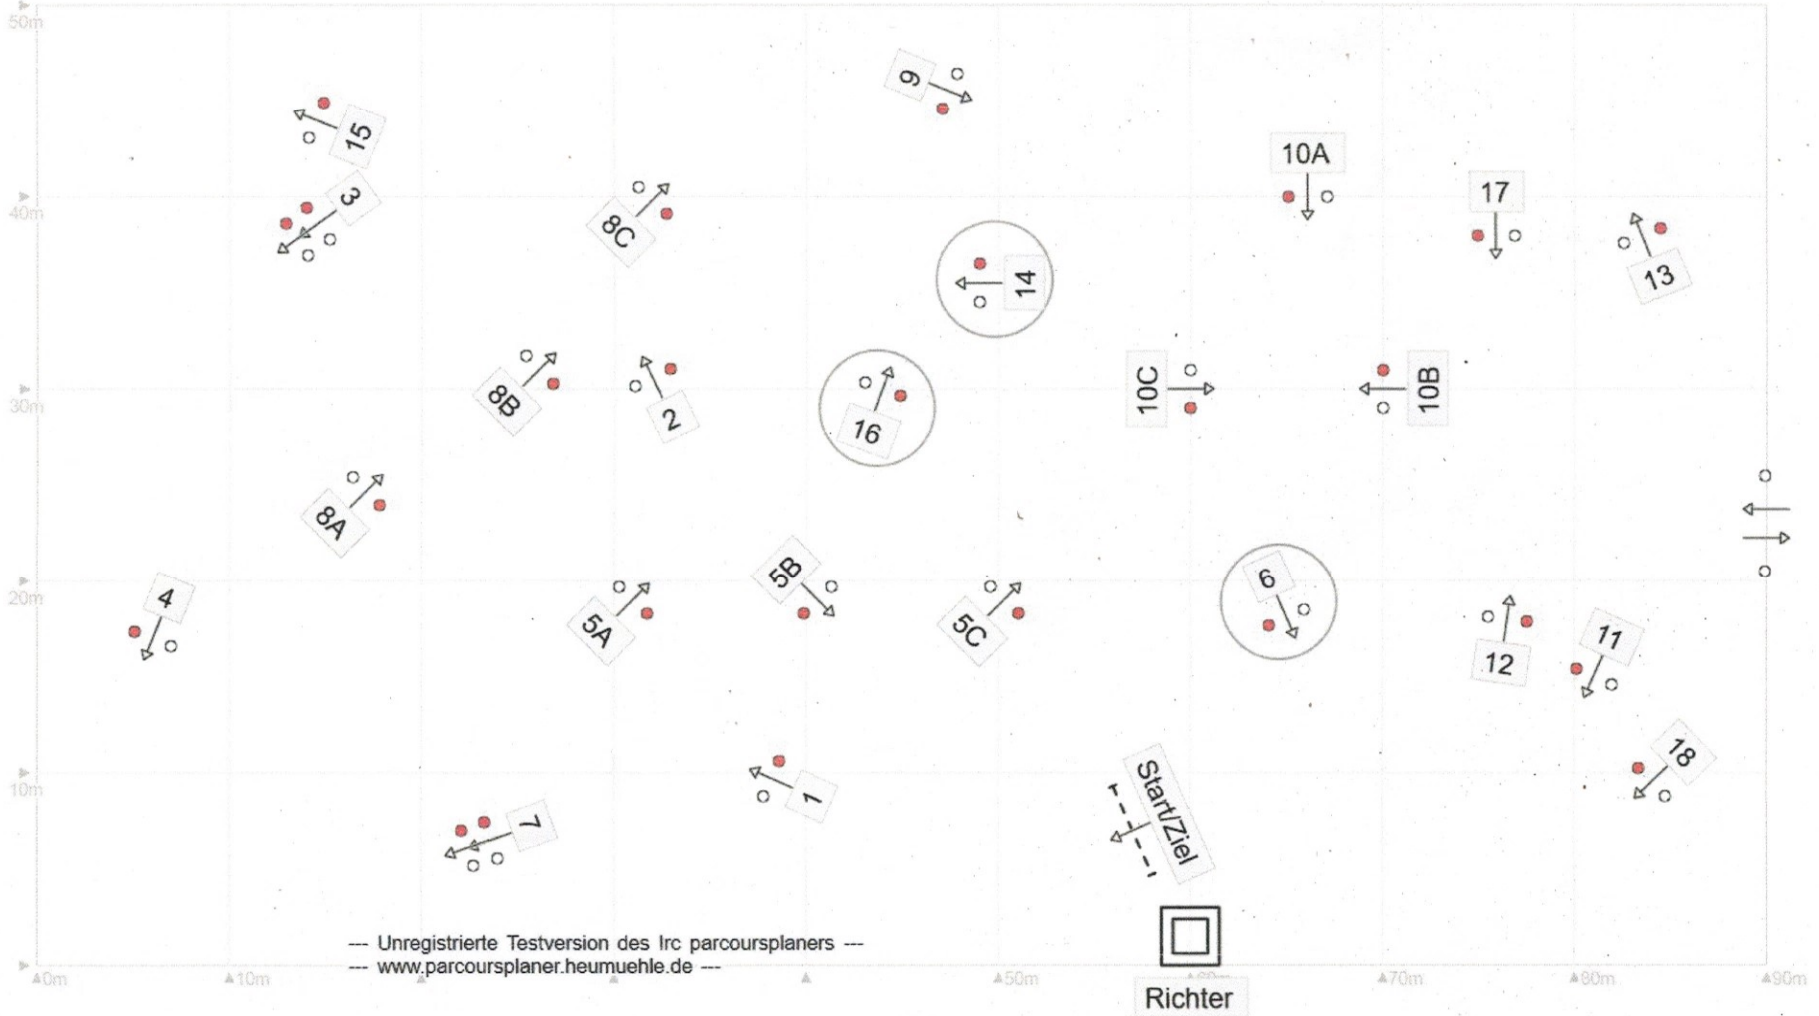 50m
9
15
10A
3
17
40m
8C
13
14
10C
10B
8B
2
30m
16
8A
5B
6
20m
4
5A
5C
11
12
18
10m
1
Start/Ziel
7
--- Unregistrierte Testversion des lrc parcoursplaners ---
--- www.parcoursplaner.heumuehle.de ---
0m
10m
50m
60m
70m
80m
90m
Richter